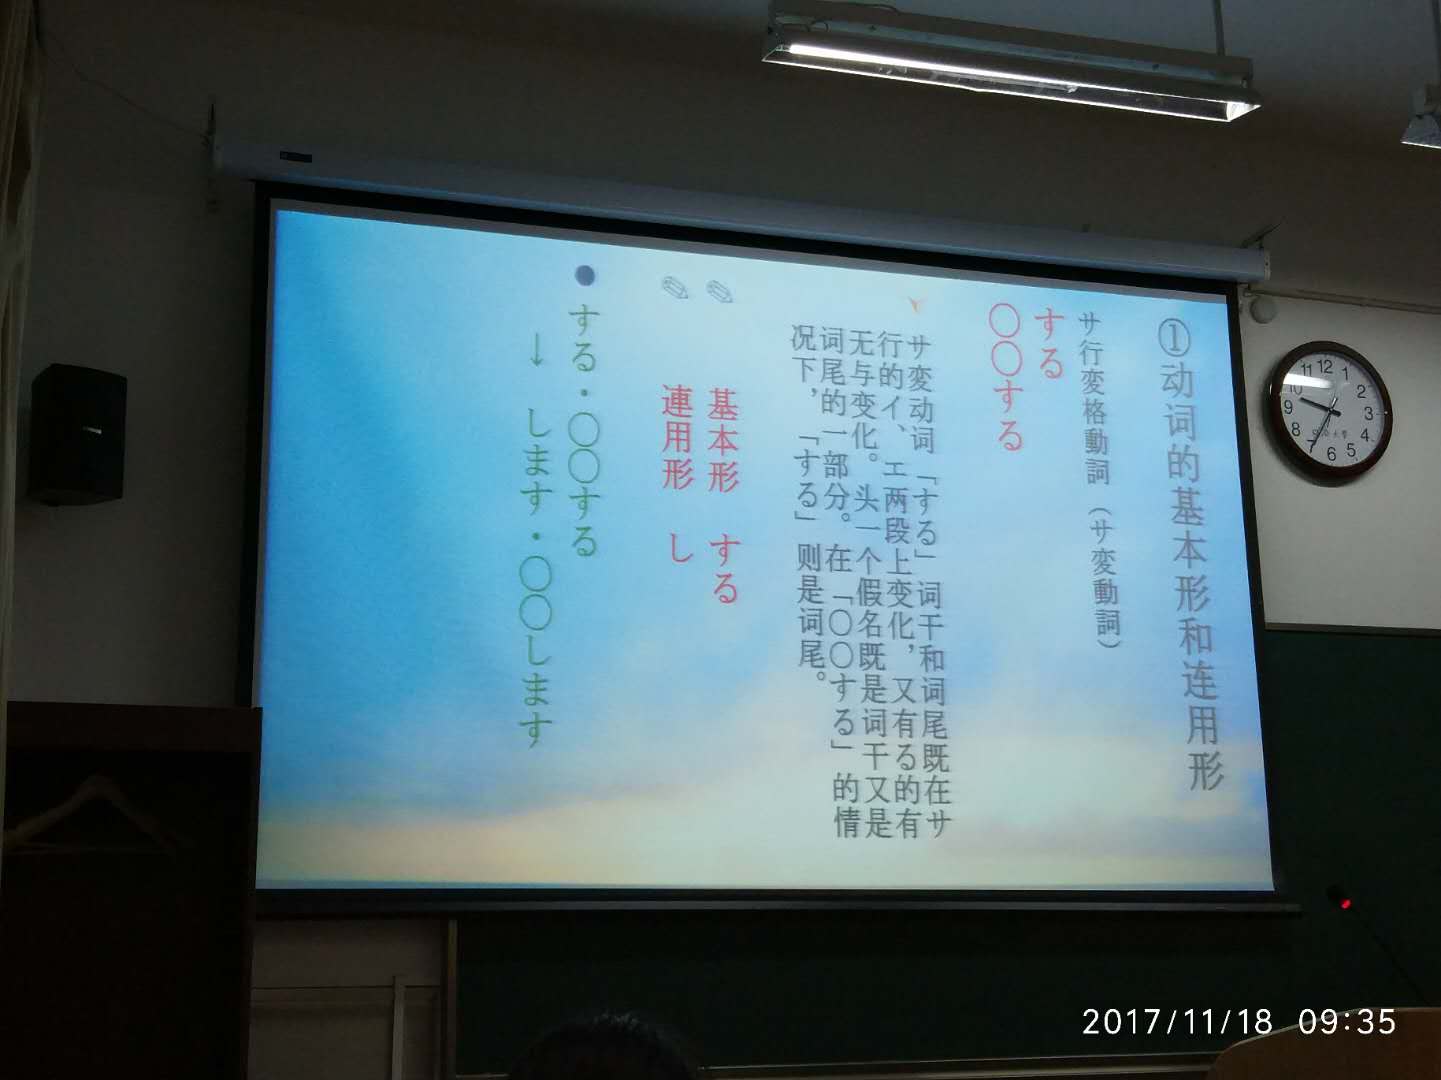 ①动词的基本形和连用形
サ行変格動詞（サ変動詞）
する
〇〇する
サ変动词「する」词干和词尾既在サ
行的イ、エ两段上变化，又有る的有
无与变化。头一个假名既是词干又是
词尾的一部分。在「〇〇する」的情
况下，「する」则是词尾。
基本形 する
連用形 し
●する・〇〇する
↓ します・〇〇します
12
1
2
3
4
5
6
7
8
9
10
11
2017/11/18 09:35